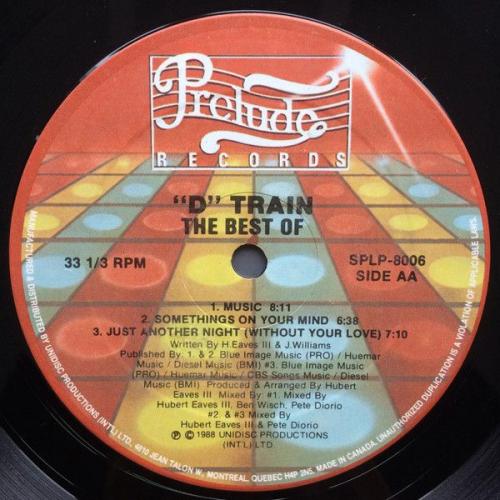 Prelude
RECORDS
"D" TRAIN
THE BEST OF
33 1/3 RPM
SPLP-8006
SIDE AA
1. MUSIC 8:11
2. SOMETHINGS ON YOUR MIND 6:38
3. JUST ANOTHER NIGHT (WITHOUT YOUR LOVE) 7:10
Written By H.Eaves III & J.Williams
Published By: 1. & 2. Blue Image Music (PRO) / Huemar
Music / Diesel Music (BMI) #3. Blue Image Music
(PRO) / Huemar Music / CBS Songs Music / Diesel
Music (BMI). Produced & Arranged By Hubert
Eaves III. Mixed By: #1. Mixed By
Hubert Eaves III, Ben Wisch, Pete Diorio
#2. & #3 Mixed By
Hubert Eaves III & Pete Diorio
℗ © 1988 UNIDISC PRODUCTIONS
(INT'L) LTD.
MANUFACTURED & DISTRIBUTED BY UNIDISC PRODUCTIONS (INT'L) LTD., 4810 JEAN TALON W., MONTREAL, QUEBEC H4P 2N5. MADE IN CANADA. UNAUTHORIZED DUPLICATION IS A VIOLATION OF APPLICABLE LAWS.